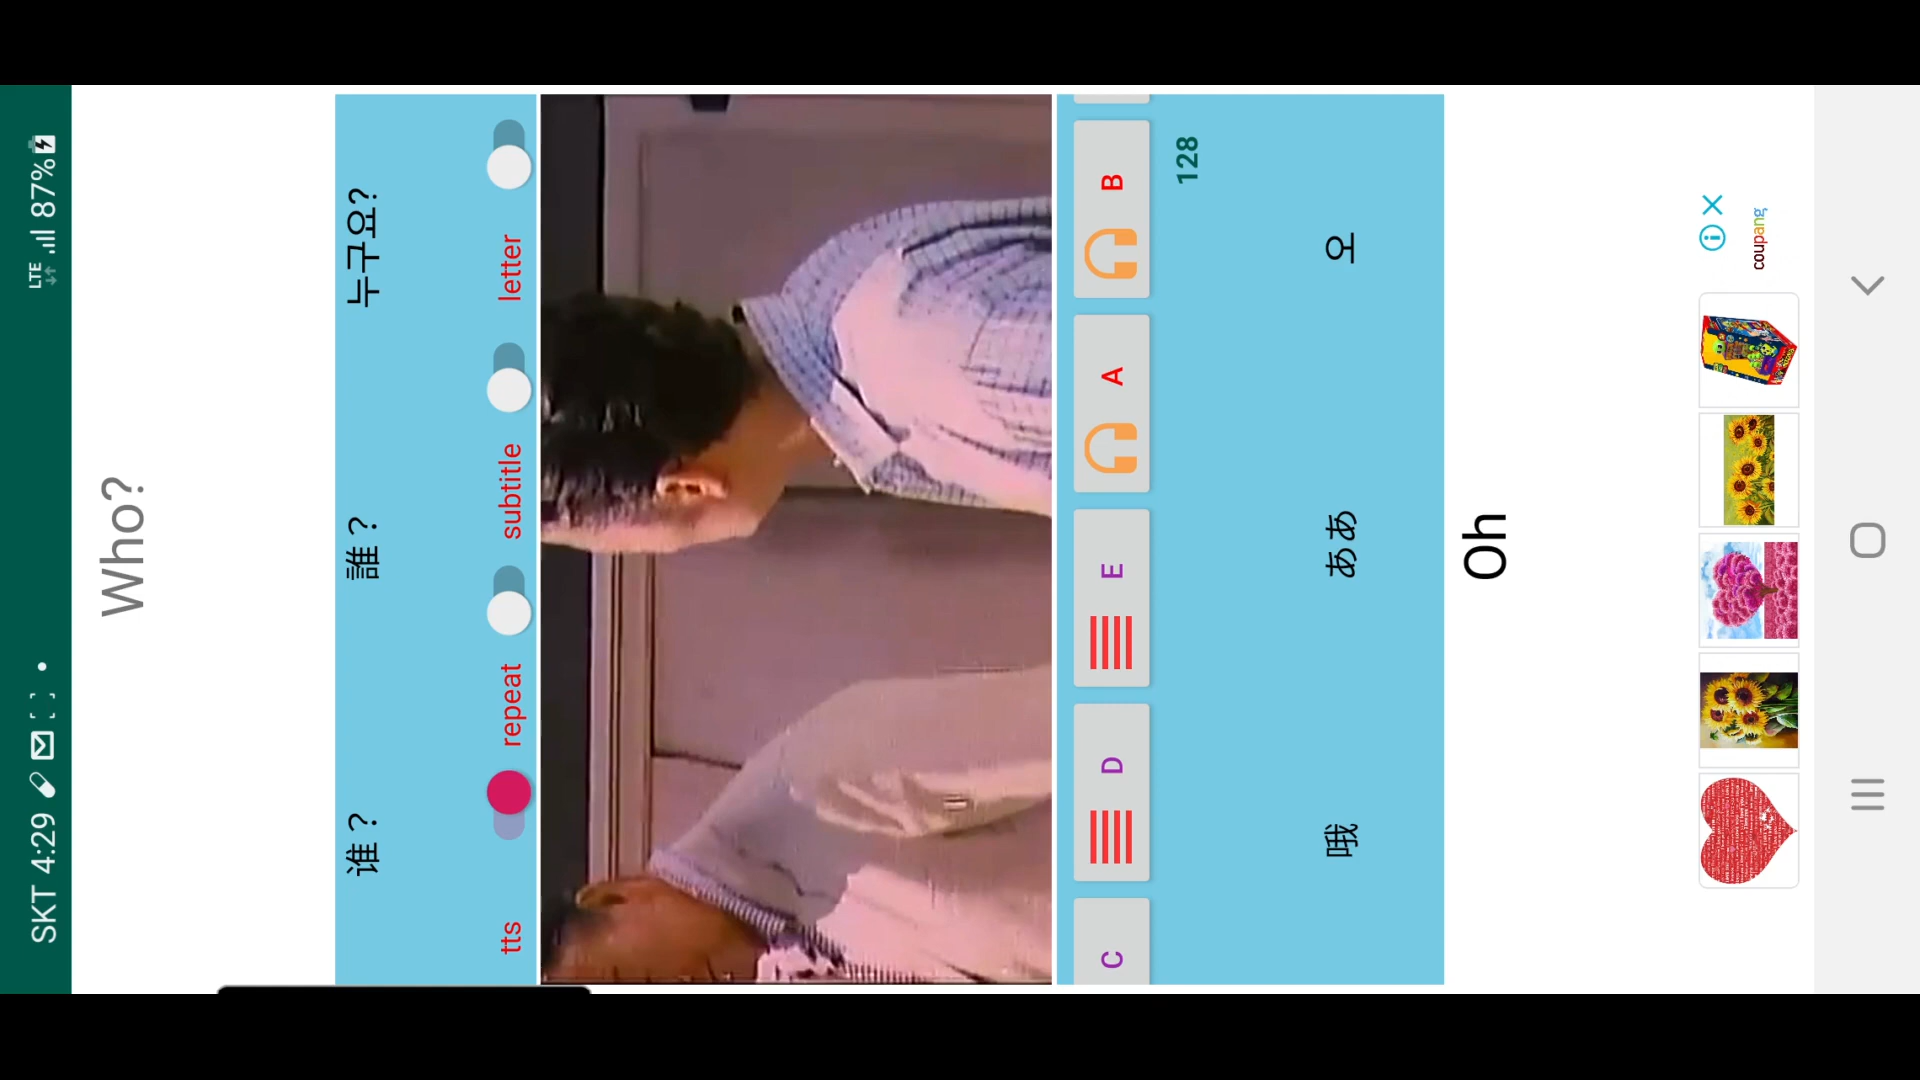 SKT 4:29 LTE 87%
Who?
谁？ 誰？ 누구요?
tts repeat subtitle letter
C D E A B
128
哦 ああ 오
Oh
coupang